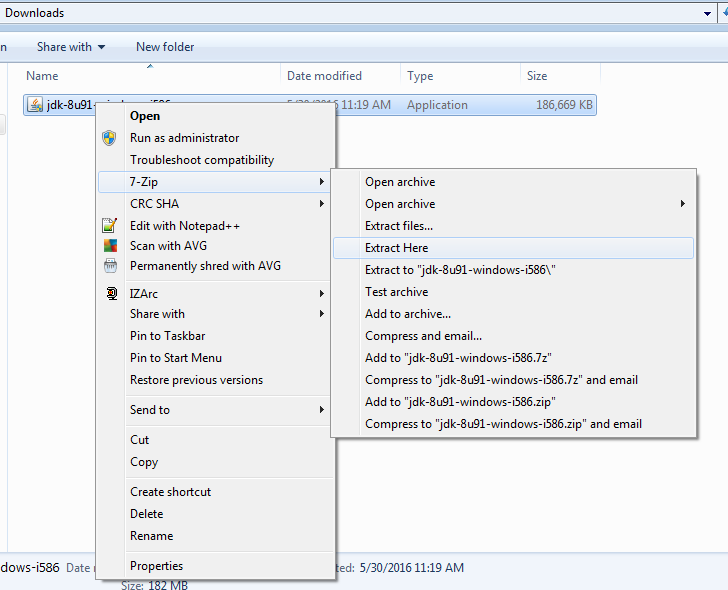 Downloads
n Share with New folder
Name Date modified Type Size
jdk-8u91-windows-i586 5/30/2016 11:19 AM Application 186,669 KB
Open
Run as administrator
Troubleshoot compatibility
7-Zip
CRC SHA
Edit with Notepad++
Scan with AVG
Permanently shred with AVG
IZArc
Share with
Pin to Taskbar
Pin to Start Menu
Restore previous versions
Send to
Cut
Copy
Create shortcut
Delete
Rename
Properties
Open archive
Open archive
Extract files...
Extract Here
Extract to "jdk-8u91-windows-i586\"
Test archive
Add to archive...
Compress and email...
Add to "jdk-8u91-windows-i586.7z"
Compress to "jdk-8u91-windows-i586.7z" and email
Add to "jdk-8u91-windows-i586.zip"
Compress to "jdk-8u91-windows-i586.zip" and email
dows-i586 Date ted: 5/30/2016 11:19 AM
Size: 182 MB